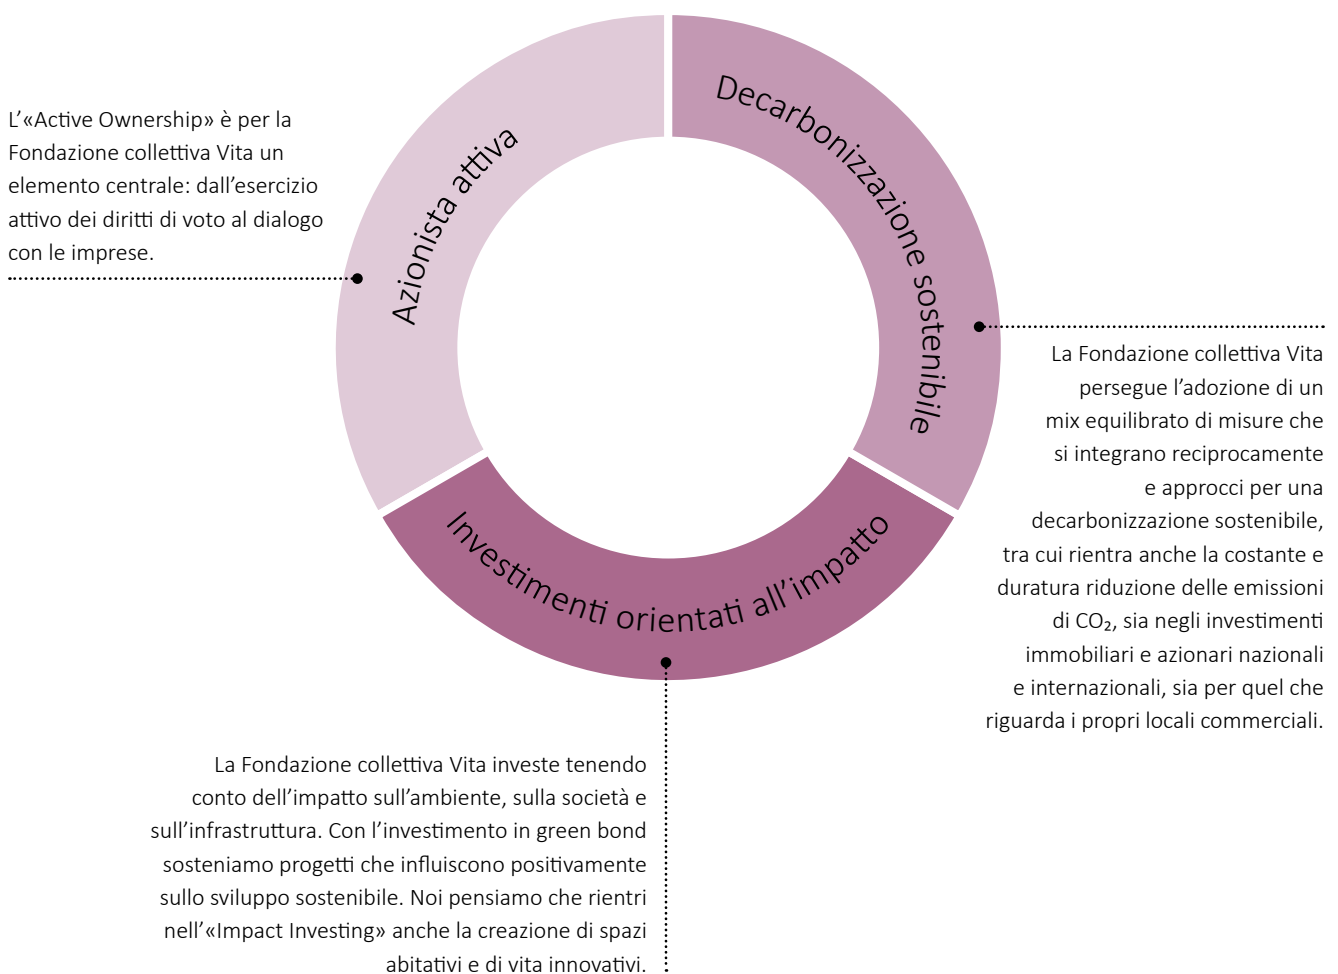 L’«Active Ownership» è per la
Fondazione collettiva Vita un
elemento centrale: dall’esercizio
attivo dei diritti di voto al dialogo
con le imprese.
Azionista attiva
Decarbonizzazione sostenibile
La Fondazione collettiva Vita
persegue l’adozione di un
mix equilibrato di misure che
si integrano reciprocamente
e approcci per una
decarbonizzazione sostenibile,
tra cui rientra anche la costante e
duratura riduzione delle emissioni
di CO₂, sia negli investimenti
immobiliari e azionari nazionali
e internazionali, sia per quel che
riguarda i propri locali commerciali.
Investimenti orientati all’impatto
La Fondazione collettiva Vita investe tenendo
conto dell’impatto sull’ambiente, sulla società e
sull’infrastruttura. Con l’investimento in green bond
sosteniamo progetti che influiscono positivamente
sullo sviluppo sostenibile. Noi pensiamo che rientri
nell’«Impact Investing» anche la creazione di spazi
abitativi e di vita innovativi.